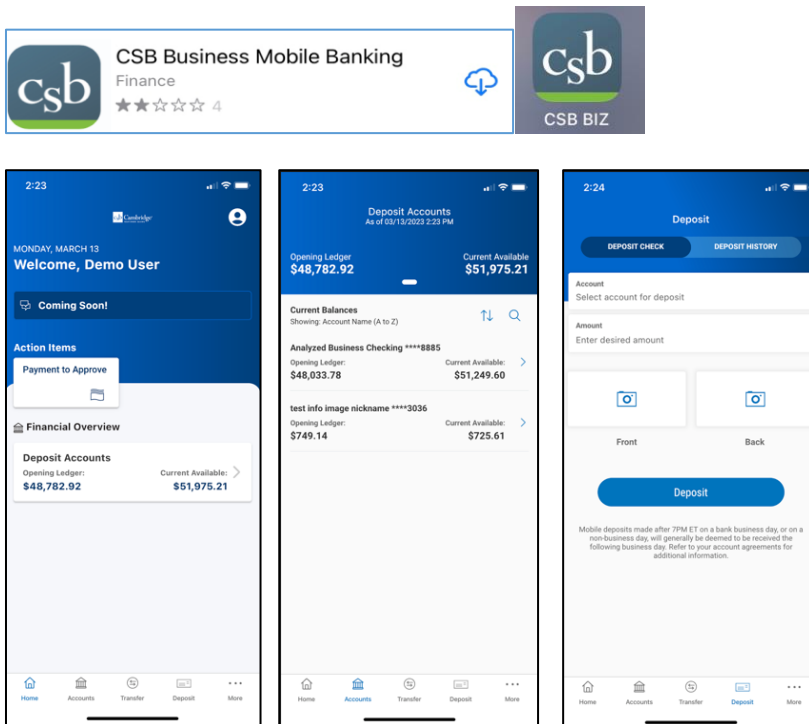 csb
CSB Business Mobile Banking
Finance
4
csb
CSB BIZ
2:23
csb Cambridge
MONDAY, MARCH 13
Welcome, Demo User
Coming Soon!
Action Items
Payment to Approve
Financial Overview
Deposit Accounts
Opening Ledger: Current Available:
$48,782.92 $51,975.21
Home Accounts Transfer Deposit More
2:23
Deposit Accounts
As of 03/13/2023 2:23 PM
Opening Ledger Current Available
$48,782.92 $51,975.21
Current Balances
Showing: Account Name (A to Z)
Analyzed Business Checking ****8885
Opening Ledger: Current Available:
$48,033.78 $51,249.60
test info image nickname ****3036
Opening Ledger: Current Available:
$749.14 $725.61
Home Accounts Transfer Deposit More
2:24
Deposit
DEPOSIT CHECK DEPOSIT HISTORY
Account
Select account for deposit
Amount
Enter desired amount
Front Back
Deposit
Mobile deposits made after 7PM ET on a bank business day, or on a
non-business day, will generally be deemed to be received the
following business day. Refer to your account agreements for
additional information.
Home Accounts Transfer Deposit More